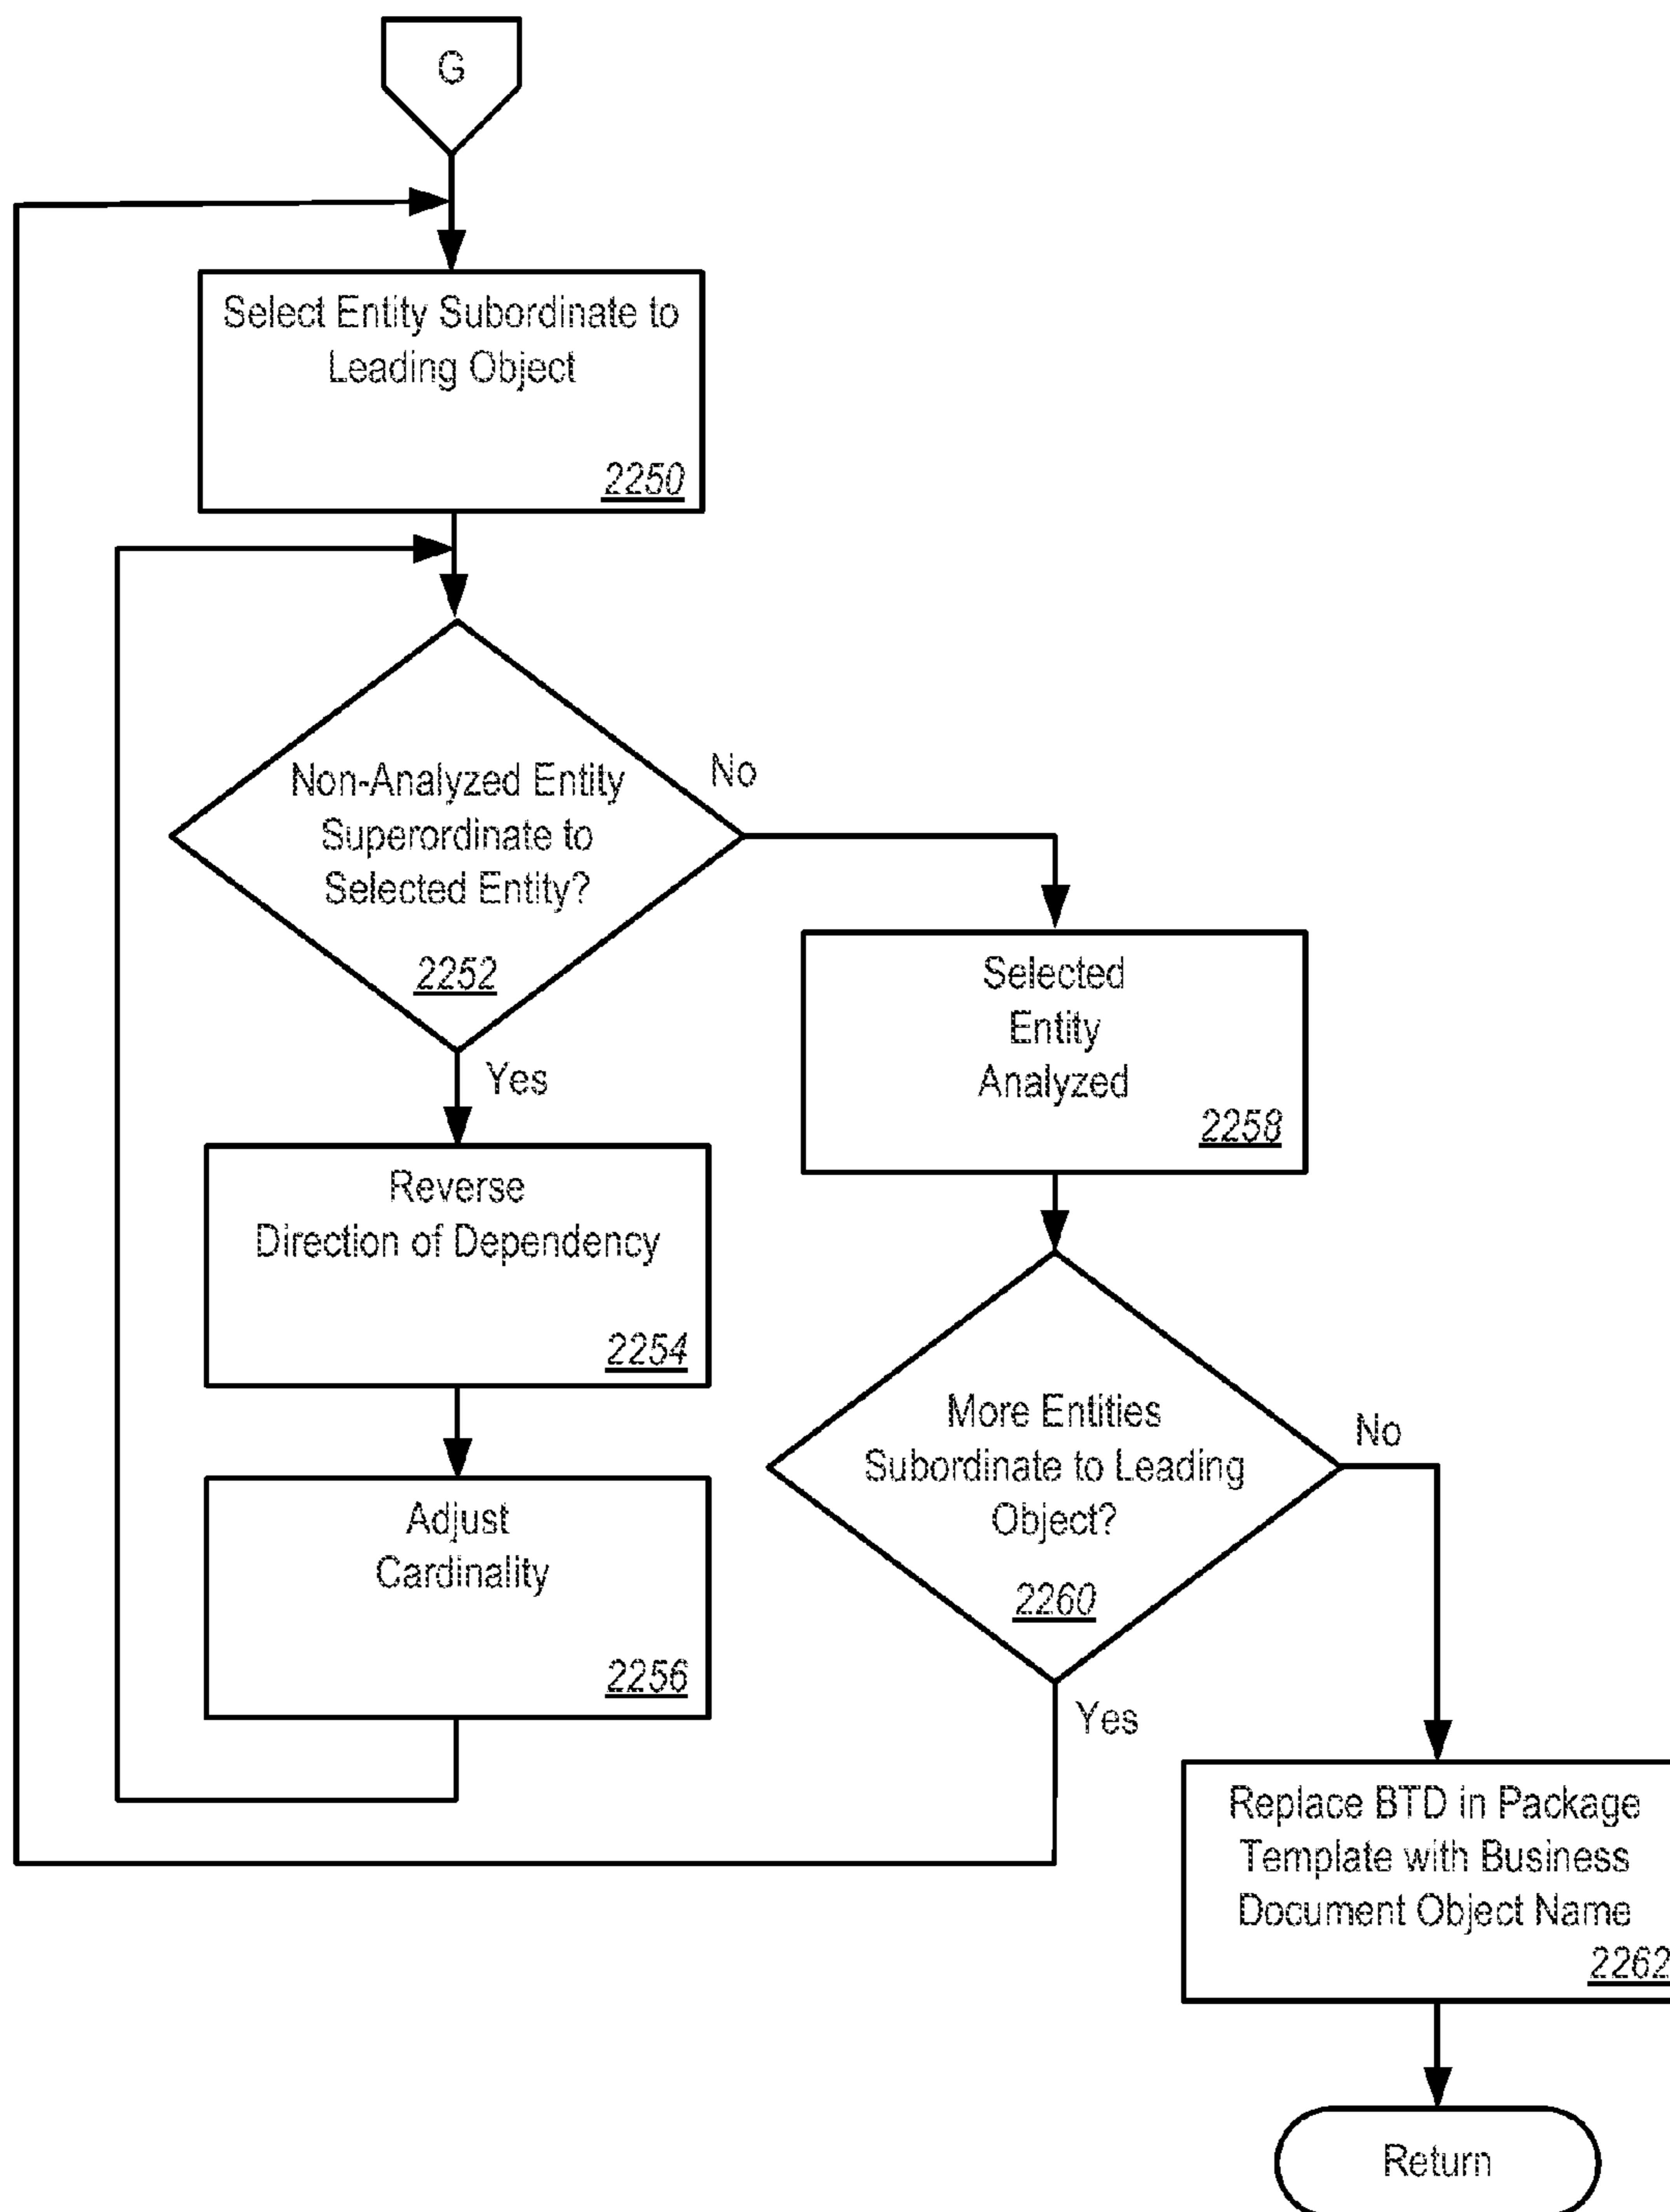 G
Select Entity Subordinate to
Leading Object
2250
Non-Analyzed Entity
Superordinate to
Selected Entity?
2252
No
Yes
Reverse
Direction of Dependency
2254
Adjust
Cardinality
2256
Selected
Entity
Analyzed
2258
More Entities
Subordinate to Leading
Object?
2260
No
Yes
Replace BTD in Package
Template with Business
Document Object Name
2262
Return